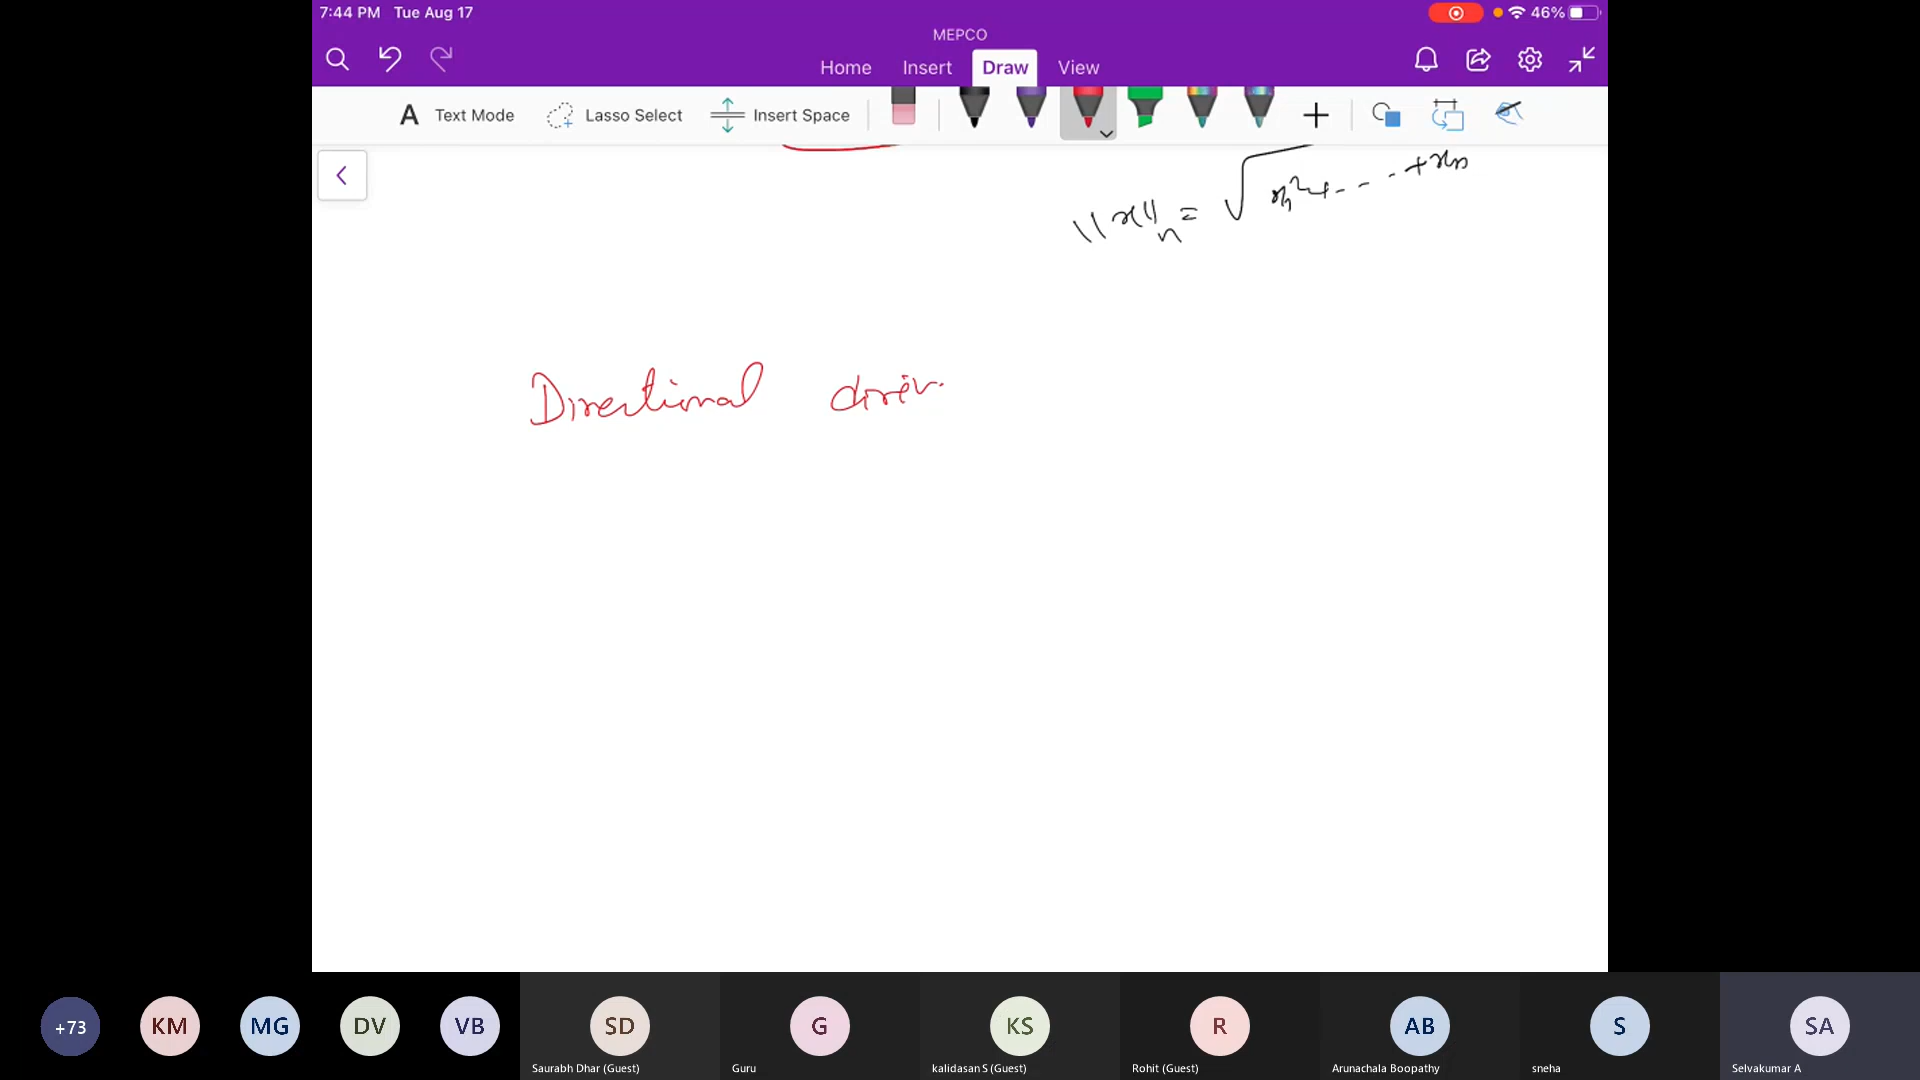 7:44 PM Tue Aug 17
46%
MEPCO
Home Insert Draw View
A Text Mode Lasso Select Insert Space
||x||n = √x₁²+--- +xn
Directional deriv.
+73 KM MG DV VB SD G KS R AB S SA
Saurabh Dhar (Guest) Guru kalidasan S (Guest) Rohit (Guest) Arunachala Boopathy sneha Selvakumar A